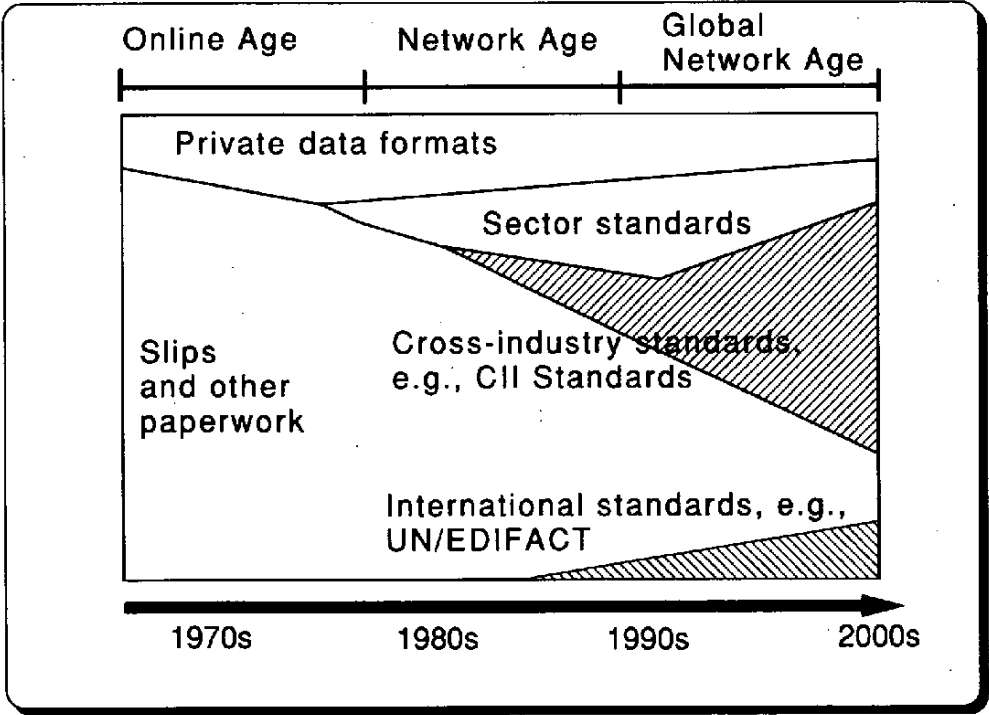 Online Age
Network Age
Global
Network Age
Private data formats
Sector standards
Slips
and other
paperwork
Cross-industry standards,
e.g., CII Standards
International standards, e.g.,
UN/EDIFACT
1970s
1980s
1990s
2000s